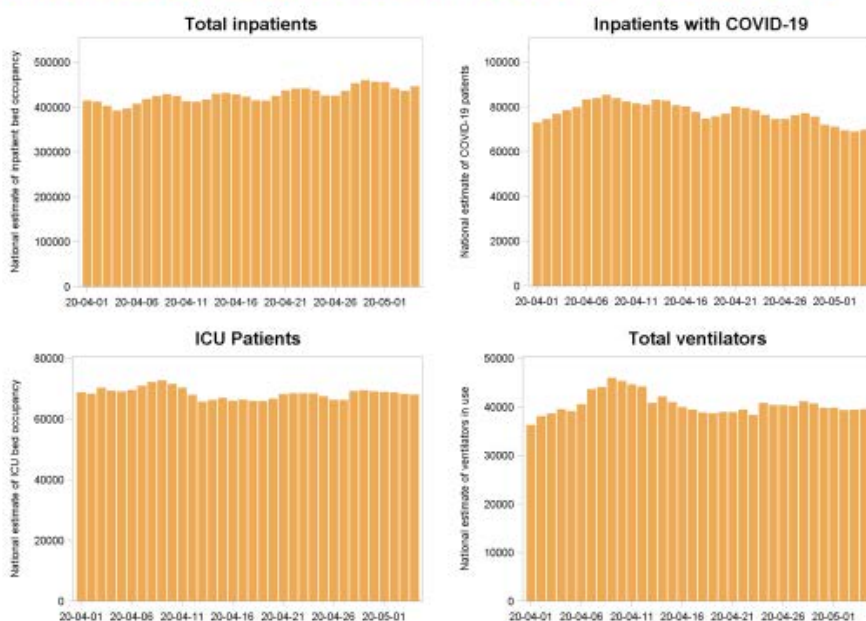 Total inpatients
National estimate of inpatient bed occupancy
500000
400000
300000
200000
100000
0
20-04-01 20-04-06 20-04-11 20-04-16 20-04-21 20-04-26 20-05-01
Inpatients with COVID-19
National estimate of COVID-19 patients
100000
80000
60000
40000
20000
0
20-04-01 20-04-06 20-04-11 20-04-16 20-04-21 20-04-26 20-05-01
ICU Patients
National estimate of ICU bed occupancy
80000
60000
40000
20000
0
20-04-01 20-04-06 20-04-11 20-04-16 20-04-21 20-04-26 20-05-01
Total ventilators
National estimate of ventilators in use
50000
40000
30000
20000
10000
0
20-04-01 20-04-06 20-04-11 20-04-16 20-04-21 20-04-26 20-05-01